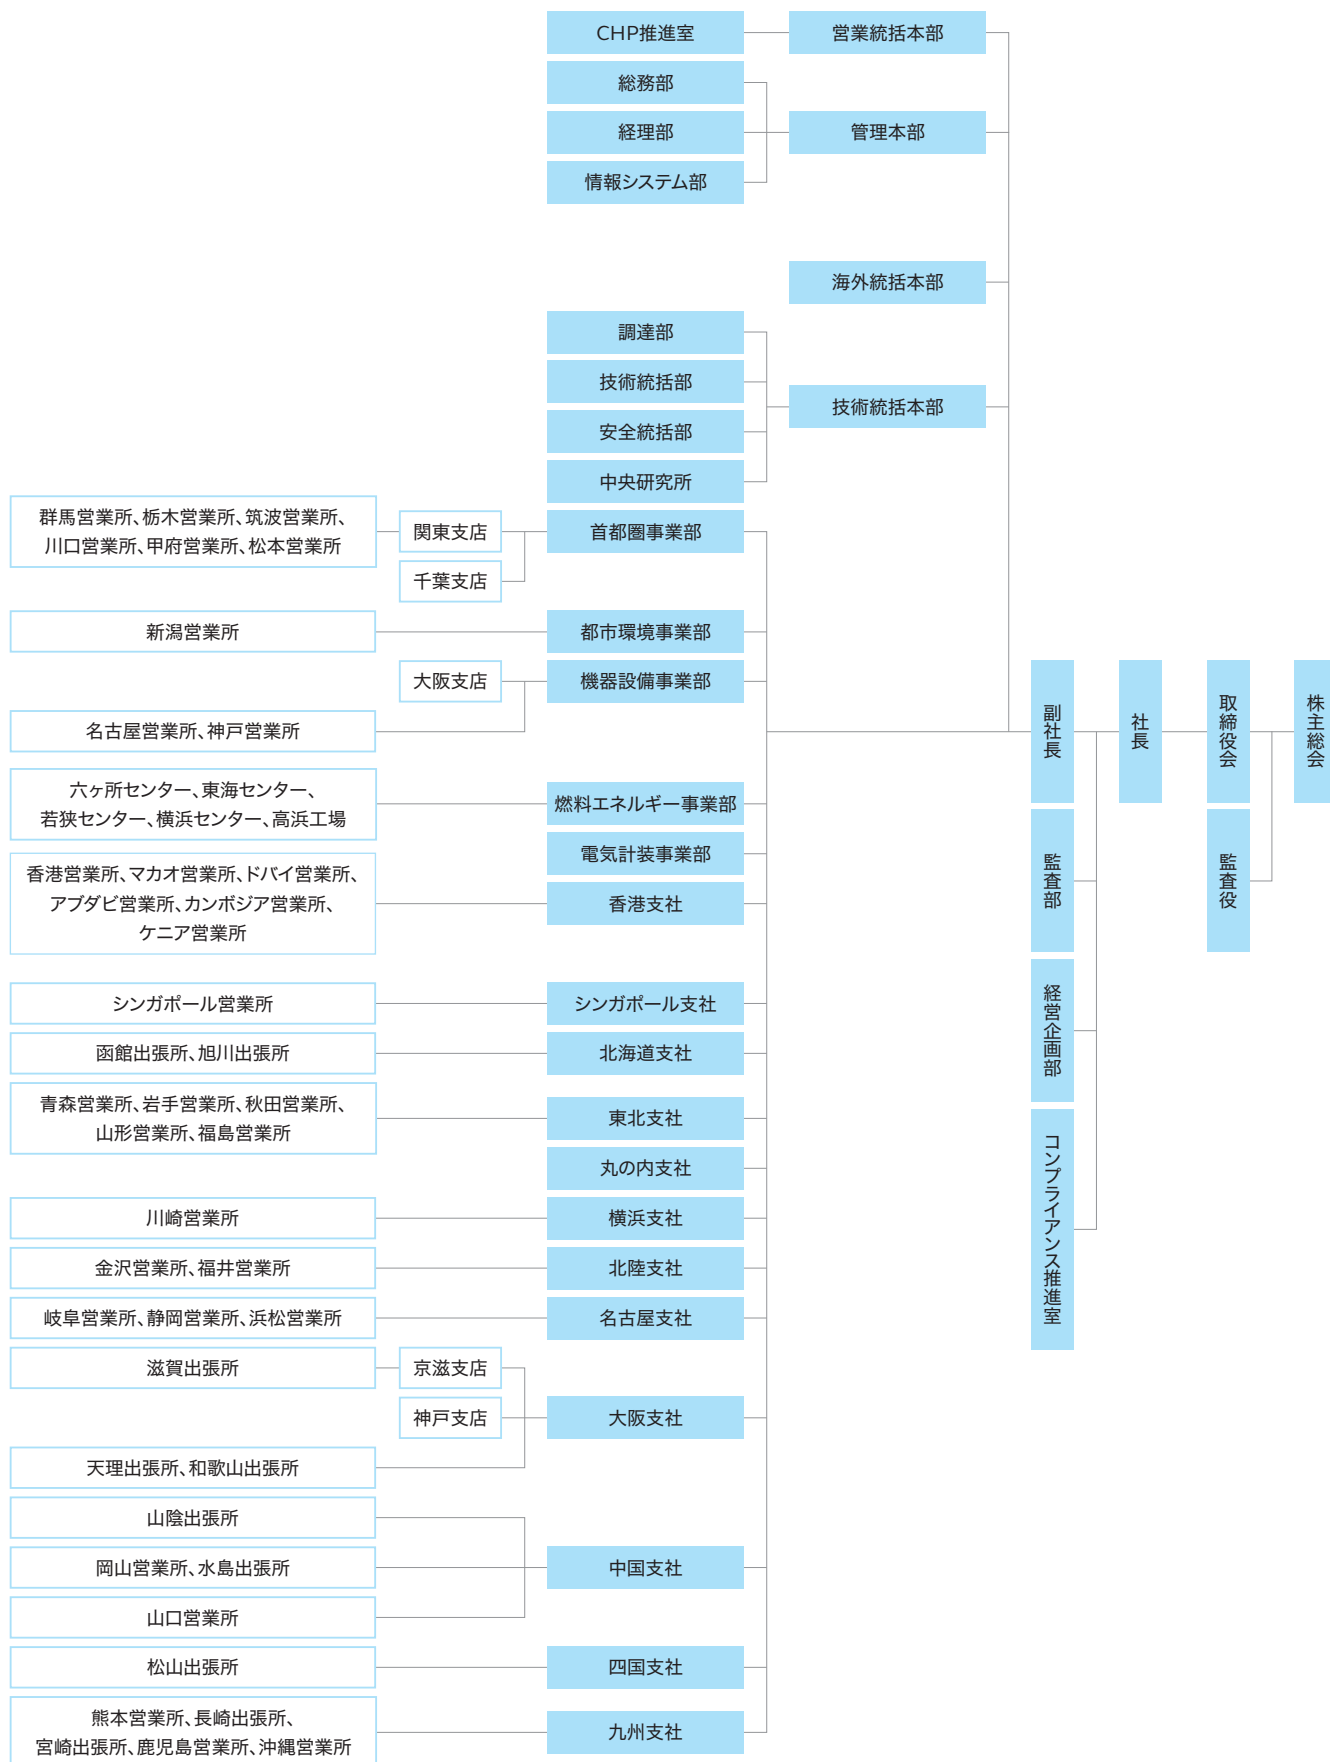 CHP推進室
営業統括本部
総務部
経理部
管理本部
情報システム部
海外統括本部
調達部
技術統括部
技術統括本部
安全統括部
中央研究所
群馬営業所、栃木営業所、筑波営業所、
川口営業所、甲府営業所、松本営業所
関東支店
首都圏事業部
千葉支店
新潟営業所
都市環境事業部
大阪支店
機器設備事業部
名古屋営業所、神戸営業所
副社長
社長
取締役会
株主総会
六ヶ所センター、東海センター、
若狭センター、横浜センター、高浜工場
燃料エネルギー事業部
電気計装事業部
監査部
監査役
香港営業所、マカオ営業所、ドバイ営業所、
アブダビ営業所、カンボジア営業所、
ケニア営業所
香港支社
シンガポール営業所
シンガポール支社
経営企画部
函館出張所、旭川出張所
北海道支社
青森営業所、岩手営業所、秋田営業所、
山形営業所、福島営業所
東北支社
丸の内支社
コンプライアンス推進室
川崎営業所
横浜支社
金沢営業所、福井営業所
北陸支社
岐阜営業所、静岡営業所、浜松営業所
名古屋支社
滋賀出張所
京滋支店
神戸支店
大阪支社
天理出張所、和歌山出張所
山陰出張所
岡山営業所、水島出張所
中国支社
山口営業所
松山出張所
四国支社
熊本営業所、長崎出張所、
宮崎出張所、鹿児島営業所、沖縄営業所
九州支社